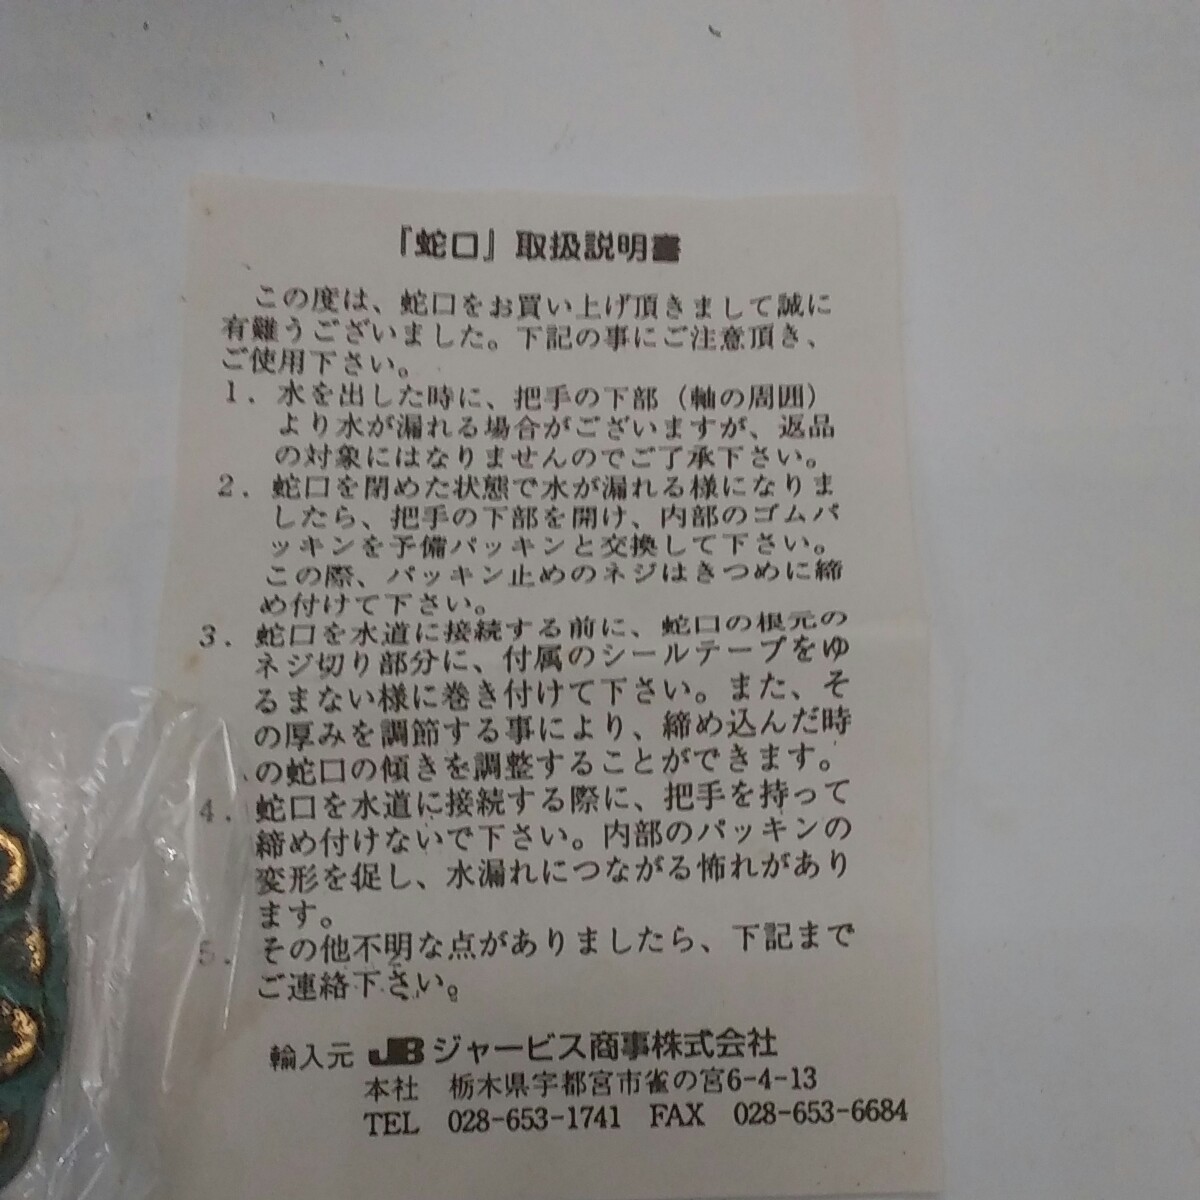 『蛇口』取扱説明書
この度は、蛇口をお買い上げ頂きまして誠に
有難うございました。下記の事にご注意頂き、
ご使用下さい。
1. 水を出した時に、把手の下部(軸の周囲)
より水が漏れる場合がございますが、返品
の対象にはなりませんのでご了承下さい。
2. 蛇口を閉めた状態で水が漏れる様になりま
したら、把手の下部を開け、内部のゴムパ
ッキンを予備パッキンと交換して下さい。
この際、パッキン止めのネジはきつめに締
め付けて下さい。
3. 蛇口を水道に接続する前に、蛇口の根元の
ネジ切り部分に、付属のシールテープをゆ
るまない様に巻き付けて下さい。また、そ
の厚みを調節する事により、締め込んだ時
の蛇口の傾きを調整することができます。
4. 蛇口を水道に接続する際に、把手を持って
締め付けないで下さい。内部のパッキンの
変形を促し、水漏れにつながる怖れがあり
ます。
5. その他不明な点がありましたら、下記まで
ご連絡下さい。
輸入元 JB ジャービス商事株式会社
本社 栃木県宇都宮市雀の宮6-4-13
TEL 028-653-1741 FAX 028-653-6684